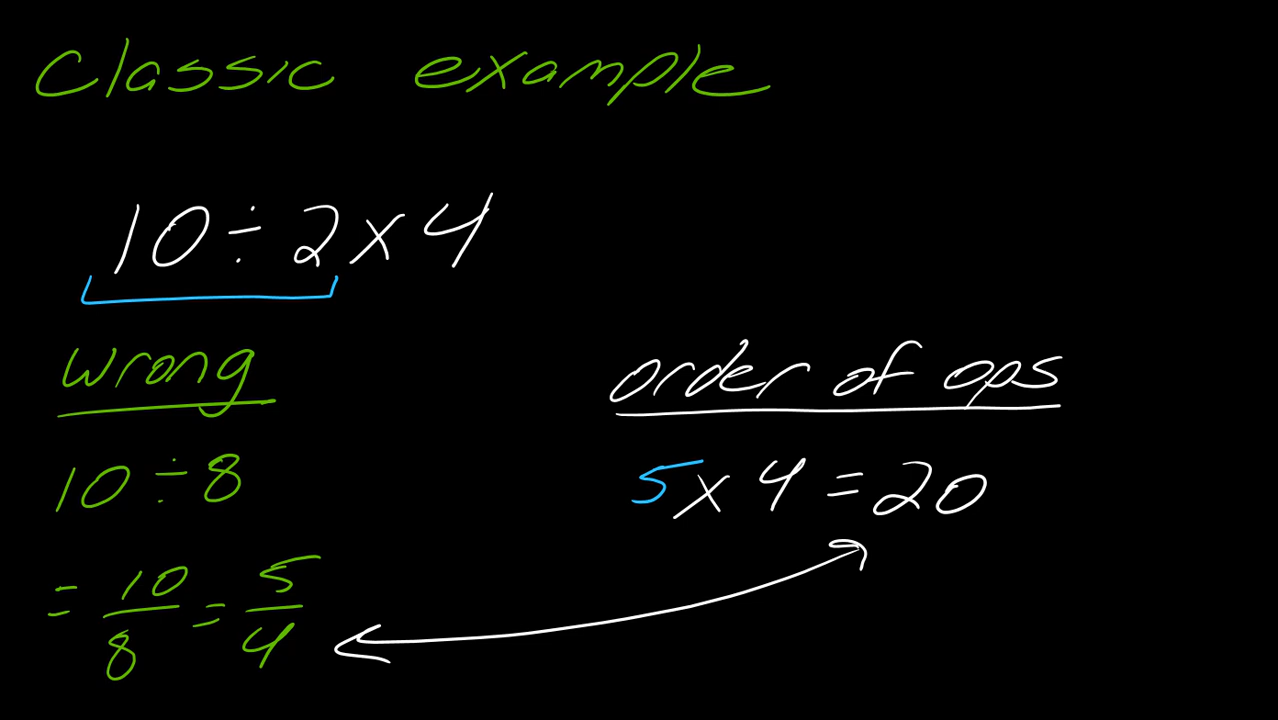 Classic example
10 ÷ 2 x 4
wrong
10 ÷ 8
= 10/8 = 5/4
order of ops
5 x 4 = 20